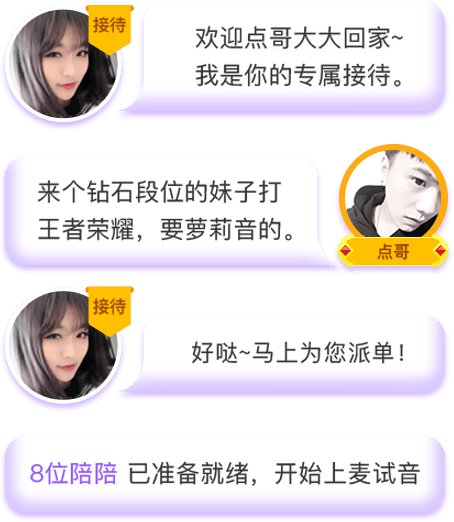 接待
欢迎点哥大大回家~
我是你的专属接待。
来个钻石段位的妹子打
王者荣耀，要萝莉音的。
点哥
接待
好哒~马上为您派单！
8位陪陪 已准备就绪，开始上麦试音